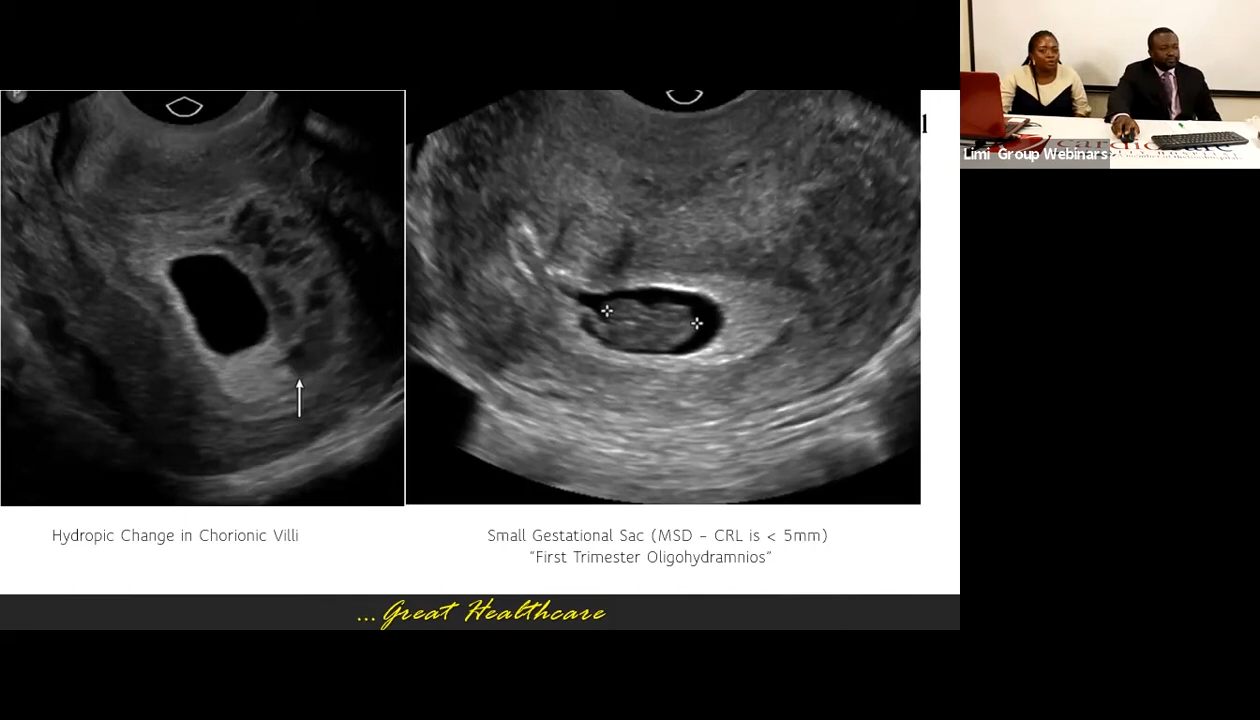 Hydropic Change in Chorionic Villi
Small Gestational Sac (MSD – CRL is < 5mm)
“First Trimester Oligohydramnios”
...Great Healthcare
Limi Group Webinars